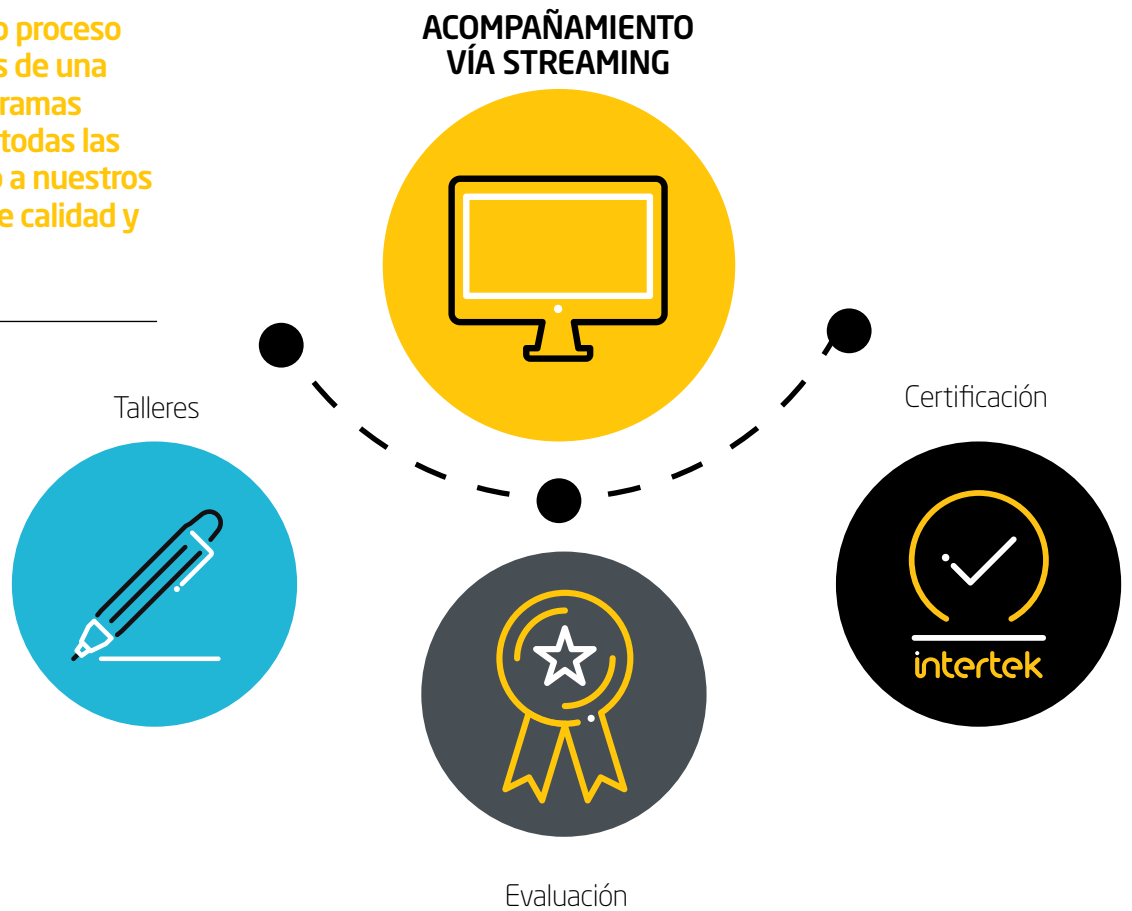 o proceso
s de una
ramas
todas las
o a nuestros
e calidad y
ACOMPAÑAMIENTO
VÍA STREAMING
Talleres
Certificación
intertek
Evaluación